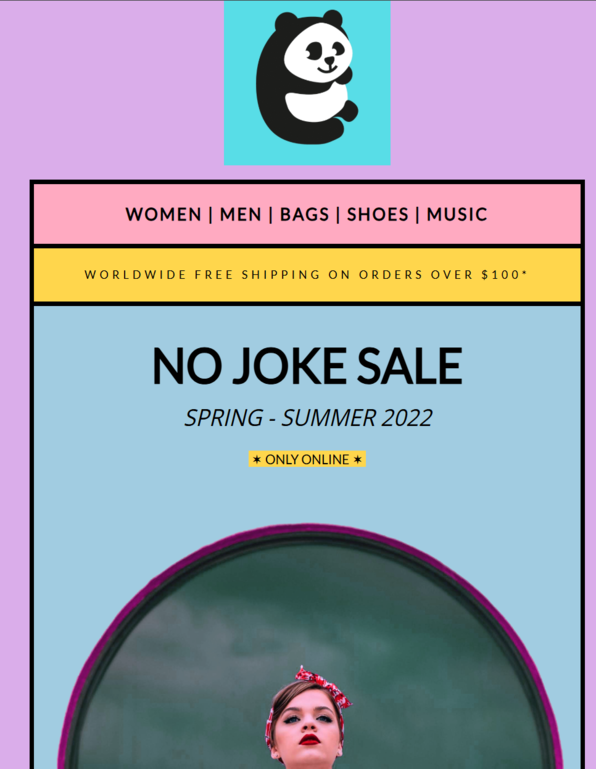 WOMEN | MEN | BAGS | SHOES | MUSIC
WORLDWIDE FREE SHIPPING ON ORDERS OVER $100*
NO JOKE SALE
SPRING - SUMMER 2022
✶ ONLY ONLINE ✶